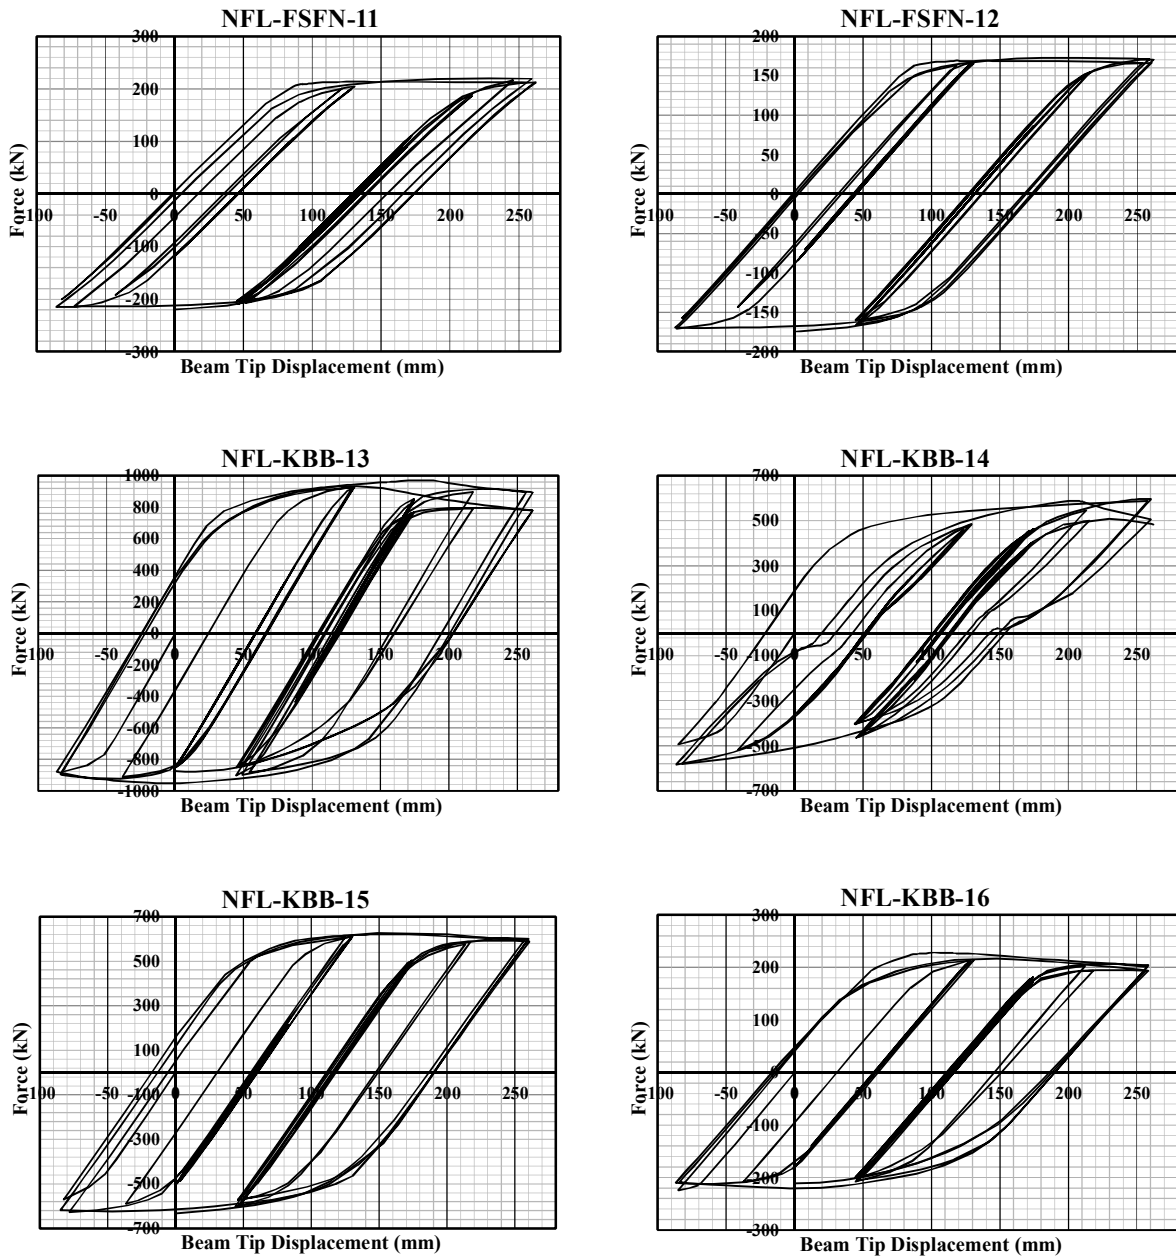 NFL-FSFN-11
300
200
100
0
-100
-200
-300
-100 -50 0 50 100 150 200 250
Force (kN)
Beam Tip Displacement (mm)
NFL-FSFN-12
200
150
100
50
0
-50
-100
-150
-200
-100 -50 0 50 100 150 200 250
Force (kN)
Beam Tip Displacement (mm)
NFL-KBB-13
1000
800
600
400
200
0
-200
-400
-600
-800
-1000
-100 -50 0 50 100 150 200 250
Force (kN)
Beam Tip Displacement (mm)
NFL-KBB-14
700
500
300
100
-100
-300
-500
-700
-100 -50 0 50 100 150 200 250
Force (kN)
Beam Tip Displacement (mm)
NFL-KBB-15
700
500
300
100
-100
-300
-500
-700
-100 -50 0 50 100 150 200 250
Force (kN)
Beam Tip Displacement (mm)
NFL-KBB-16
300
200
100
0
-100
-200
-300
-100 -50 0 50 100 150 200 250
Force (kN)
Beam Tip Displacement (mm)